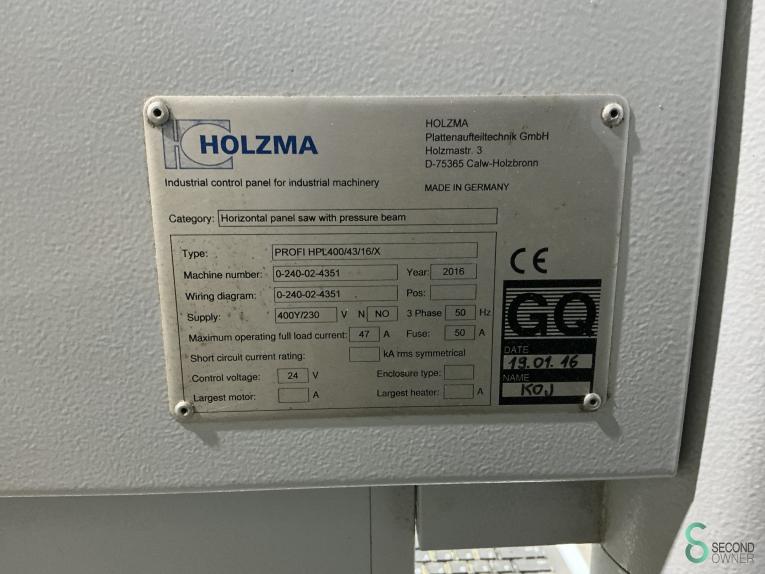 HOLZMA
HOLZMA
Plattenaufteiltechnik GmbH
Holzmastr. 3
D-75365 Calw-Holzbronn
Industrial control panel for industrial machinery
MADE IN GERMANY
Category: Horizontal panel saw with pressure beam
Type: PROFI HPL400/43/16/X
Machine number: 0-240-02-4351 Year: 2016
Wiring diagram: 0-240-02-4351 Pos:
Supply: 400Y/230 V N NO 3 Phase 50 Hz
Maximum operating full load current: 47 A Fuse: 50 A
Short circuit current rating: kA rms symmetrical
Control voltage: 24 V Enclosure type:
Largest motor: A Largest heater: A
CE
GQ
DATE
19.01.16
NAME
KOJ
SECOND
OWNER